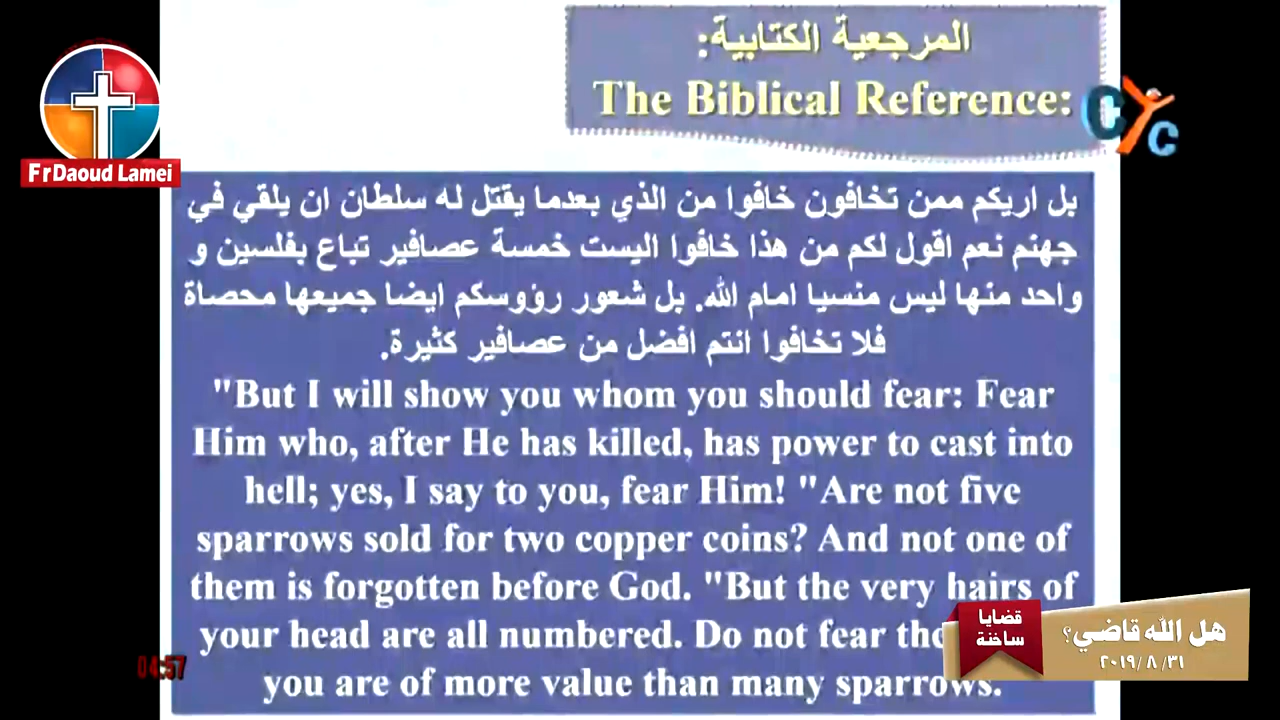 المرجعية الكتابية:
The Biblical Reference:
CYC
FrDaoud Lamei
بل اريكم ممن تخافون خافوا من الذي بعدما يقتل له سلطان ان يلقي في
جهنم نعم اقول لكم من هذا خافوا اليست خمسة عصافير تباع بفلسين و
واحد منها ليس منسيا امام الله. بل شعور رؤوسكم ايضا جميعها محصاة
فلا تخافوا انتم افضل من عصافير كثيرة.
"But I will show you whom you should fear: Fear
Him who, after He has killed, has power to cast into
hell; yes, I say to you, fear Him! "Are not five
sparrows sold for two copper coins? And not one of
them is forgotten before God. "But the very hairs of
your head are all numbered. Do not fear
you are of more value than many sparrows.
قضايا
ساخنة
هل الله قاضي؟
٣١/ ٨ /٢٠١٩
04:57